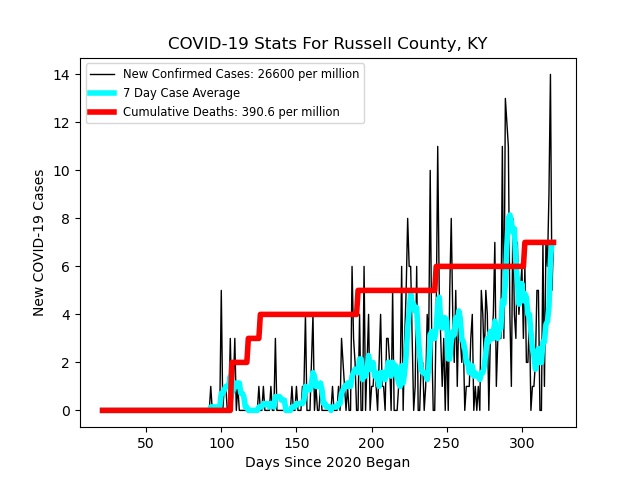 COVID-19 Stats For Russell County, KY
New Confirmed Cases: 26600 per million
7 Day Case Average
Cumulative Deaths: 390.6 per million
New COVID-19 Cases
14
12
10
8
6
4
2
0
50 100 150 200 250 300
Days Since 2020 Began